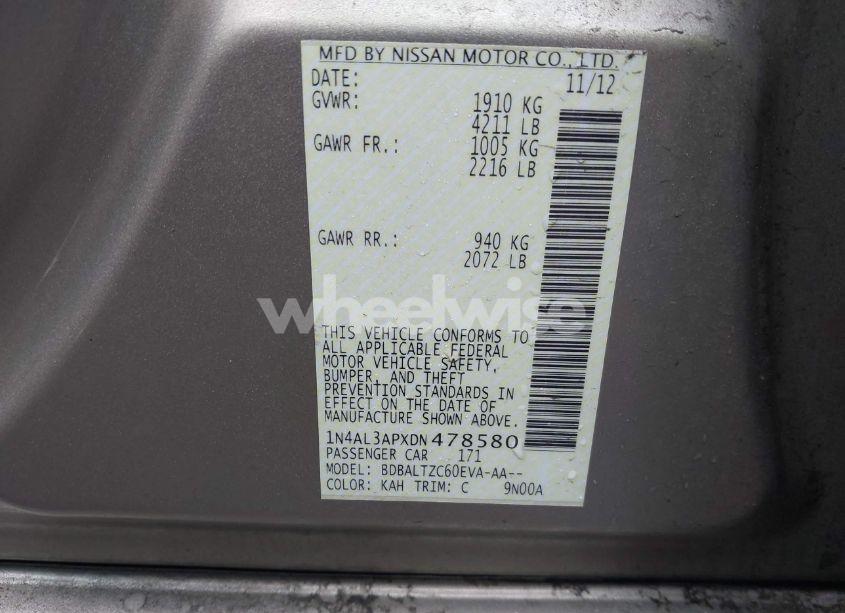 MFD BY NISSAN MOTOR CO., LTD.
DATE: 11/12
GVWR: 1910 KG
4211 LB
GAWR FR.: 1005 KG
2216 LB
GAWR RR.: 940 KG
2072 LB
wheelwise
THIS VEHICLE CONFORMS TO
ALL APPLICABLE FEDERAL
MOTOR VEHICLE SAFETY,
BUMPER, AND THEFT
PREVENTION STANDARDS IN
EFFECT ON THE DATE OF
MANUFACTURE SHOWN ABOVE.
1N4AL3APXDN478580
PASSENGER CAR 171
MODEL: BDBALTZC60EVA-AA--
COLOR: KAH TRIM: C 9N00A